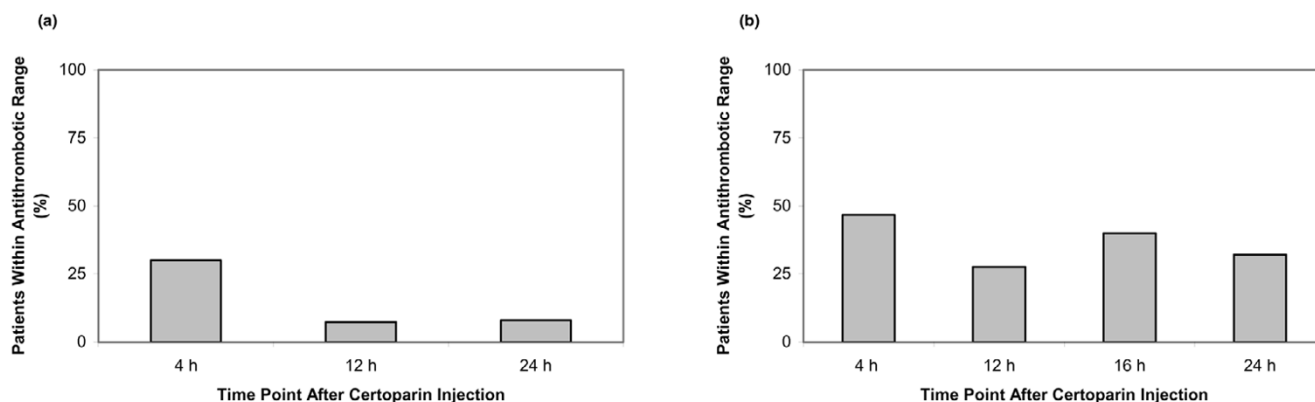 (a)
Patients Within Antithrombotic Range
(%)
100
75
50
25
0
4 h
12 h
24 h
Time Point After Certoparin Injection
(b)
Patients Within Antithrombotic Range
(%)
100
75
50
25
0
4 h
12 h
16 h
24 h
Time Point After Certoparin Injection